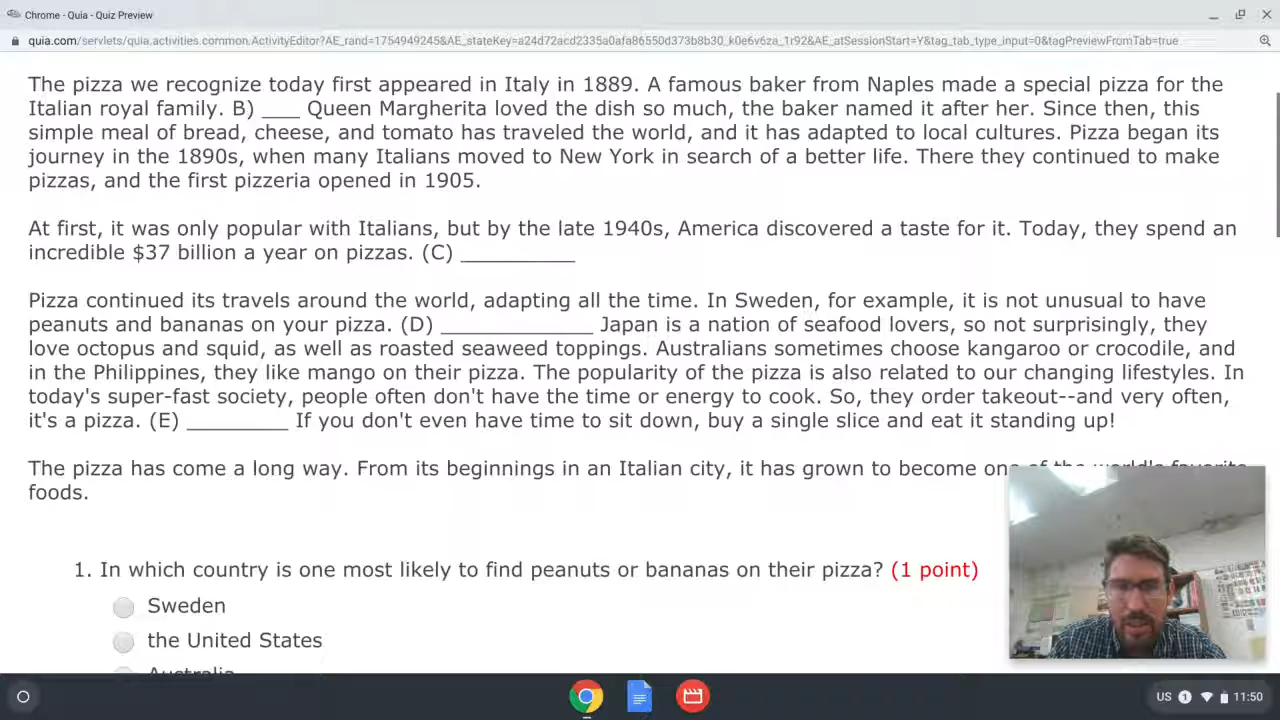 Chrome - Quia - Quiz Preview
quia.com/servlets/quia.activities.common.ActivityEditor?AE_rand=1754949245&AE_stateKey=a24d72acd2335a0afa86550d373b8b30_k0e6v6za_1r92&AE_atSessionStart=Y&tag_tab_type_input=0&tagPreviewFromTab=true
The pizza we recognize today first appeared in Italy in 1889. A famous baker from Naples made a special pizza for the
Italian royal family. B) ___ Queen Margherita loved the dish so much, the baker named it after her. Since then, this
simple meal of bread, cheese, and tomato has traveled the world, and it has adapted to local cultures. Pizza began its
journey in the 1890s, when many Italians moved to New York in search of a better life. There they continued to make
pizzas, and the first pizzeria opened in 1905.
At first, it was only popular with Italians, but by the late 1940s, America discovered a taste for it. Today, they spend an
incredible $37 billion a year on pizzas. (C) _________
Pizza continued its travels around the world, adapting all the time. In Sweden, for example, it is not unusual to have
peanuts and bananas on your pizza. (D) ____________ Japan is a nation of seafood lovers, so not surprisingly, they
love octopus and squid, as well as roasted seaweed toppings. Australians sometimes choose kangaroo or crocodile, and
in the Philippines, they like mango on their pizza. The popularity of the pizza is also related to our changing lifestyles. In
today's super-fast society, people often don't have the time or energy to cook. So, they order takeout--and very often,
it's a pizza. (E) ________ If you don't even have time to sit down, buy a single slice and eat it standing up!
The pizza has come a long way. From its beginnings in an Italian city, it has grown to become one of the world's favorite
foods.
1. In which country is one most likely to find peanuts or bananas on their pizza? (1 point)
Sweden
the United States
Australia
US 1 11:50